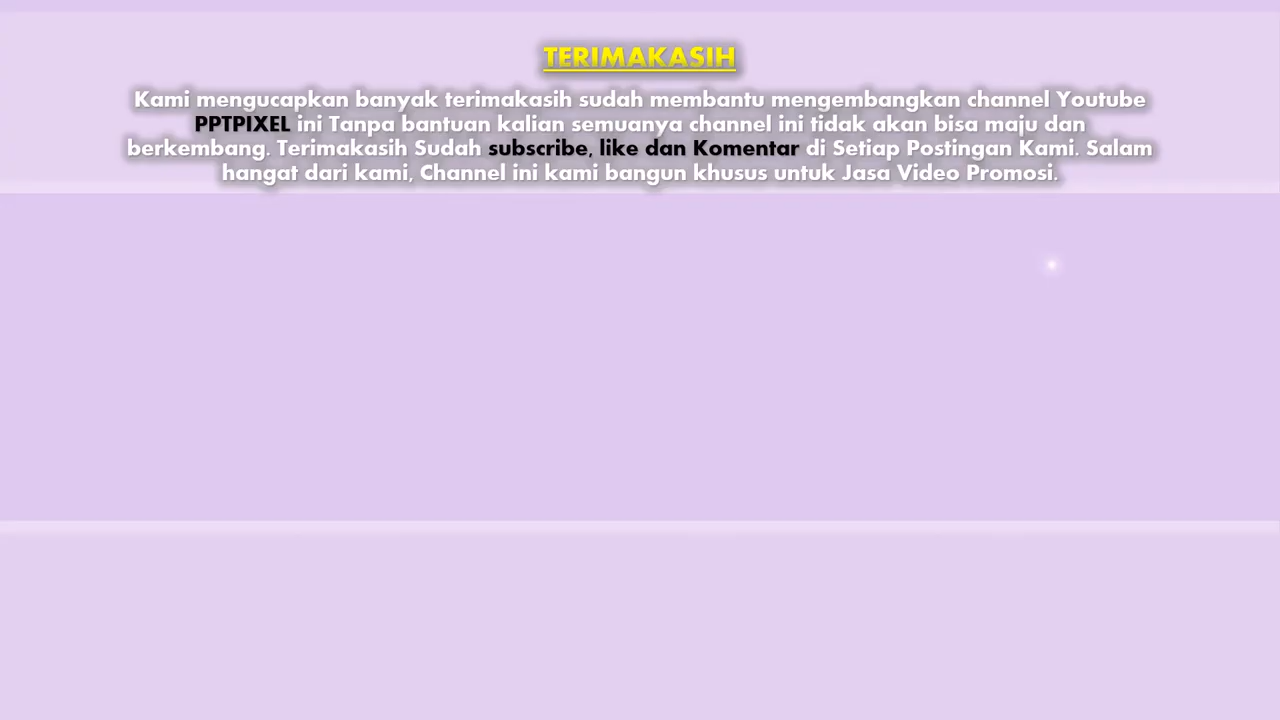 TERIMAKASIH
Kami mengucapkan banyak terimakasih sudah membantu mengembangkan channel Youtube
PPTPIXEL ini Tanpa bantuan kalian semuanya channel ini tidak akan bisa maju dan
berkembang. Terimakasih Sudah subscribe, like dan Komentar di Setiap Postingan Kami. Salam
hangat dari kami, Channel ini kami bangun khusus untuk Jasa Video Promosi.